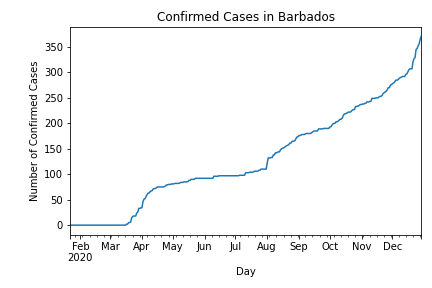 Confirmed Cases in Barbados
Number of Confirmed Cases
350
300
250
200
150
100
50
0
Feb Mar Apr May Jun Jul Aug Sep Oct Nov Dec
2020
Day